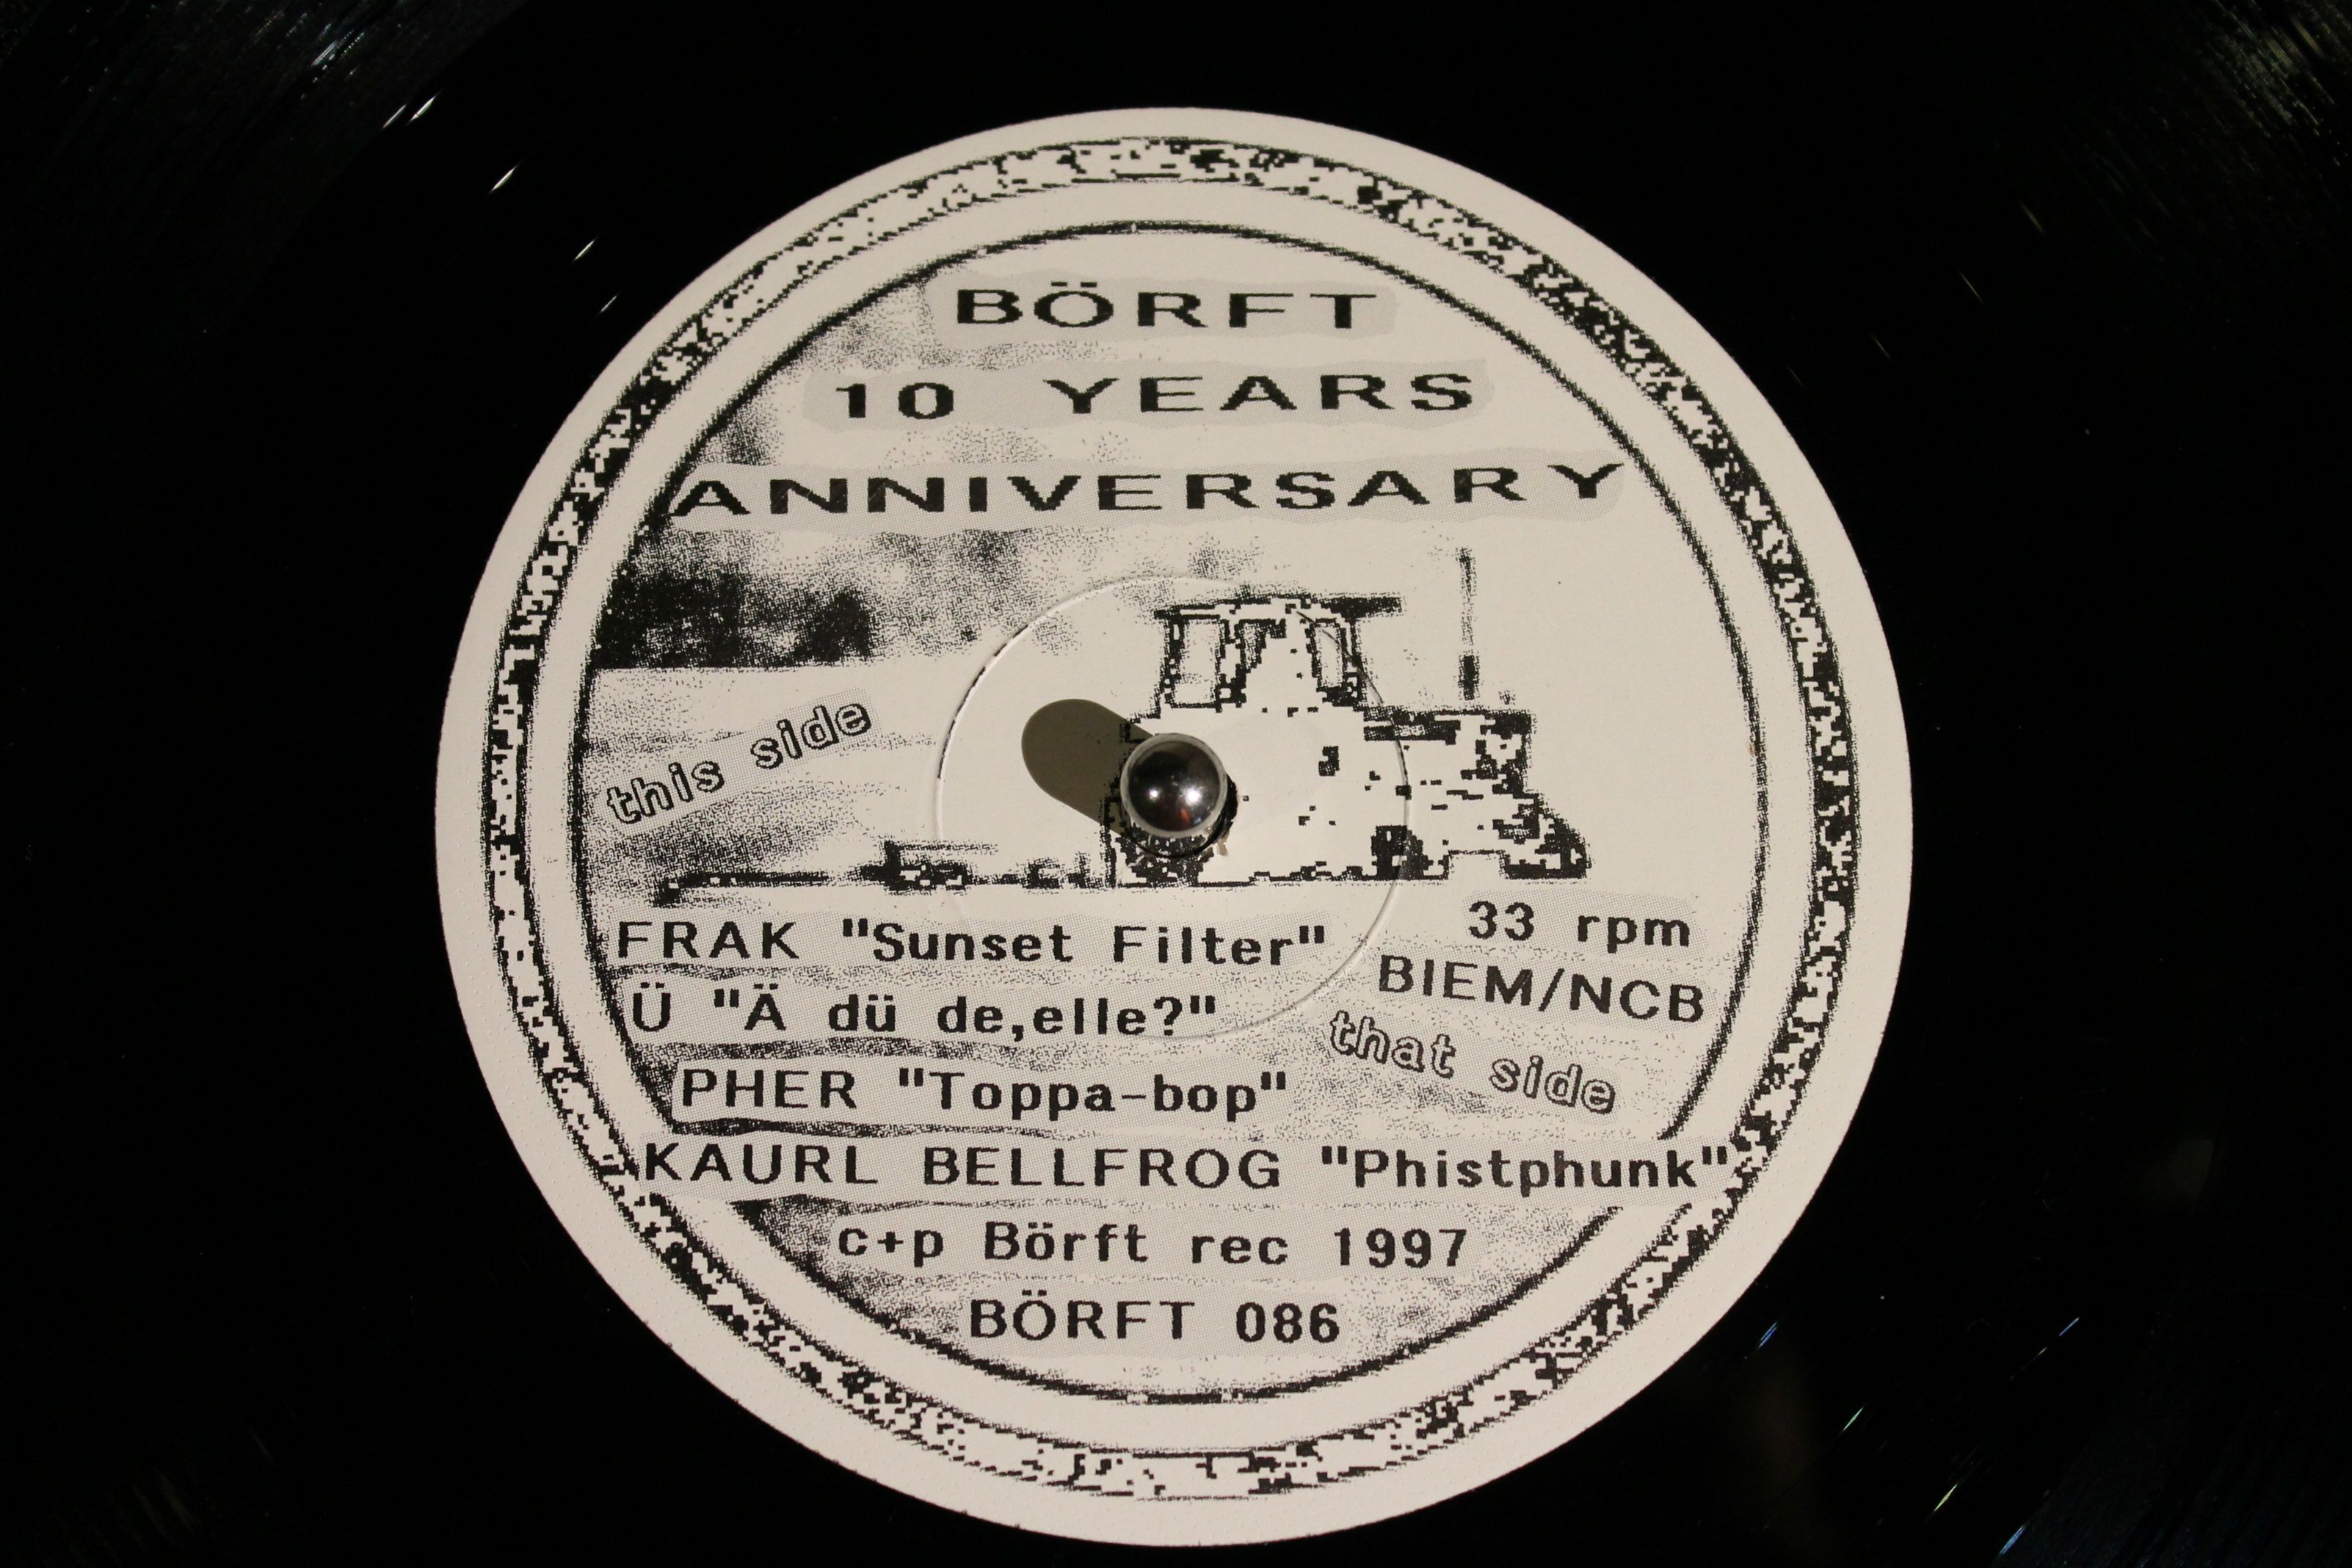 BÖRFT
10 YEARS
ANNIVERSARY
this side
FRAK "Sunset Filter"
33 rpm
Ü "Ä dü de,elle?"
BIEM/NCB
that side
PHER "Toppa-bop"
KAURL BELLFROG "Phistphunk"
c+p Börft rec 1997
BÖRFT 086